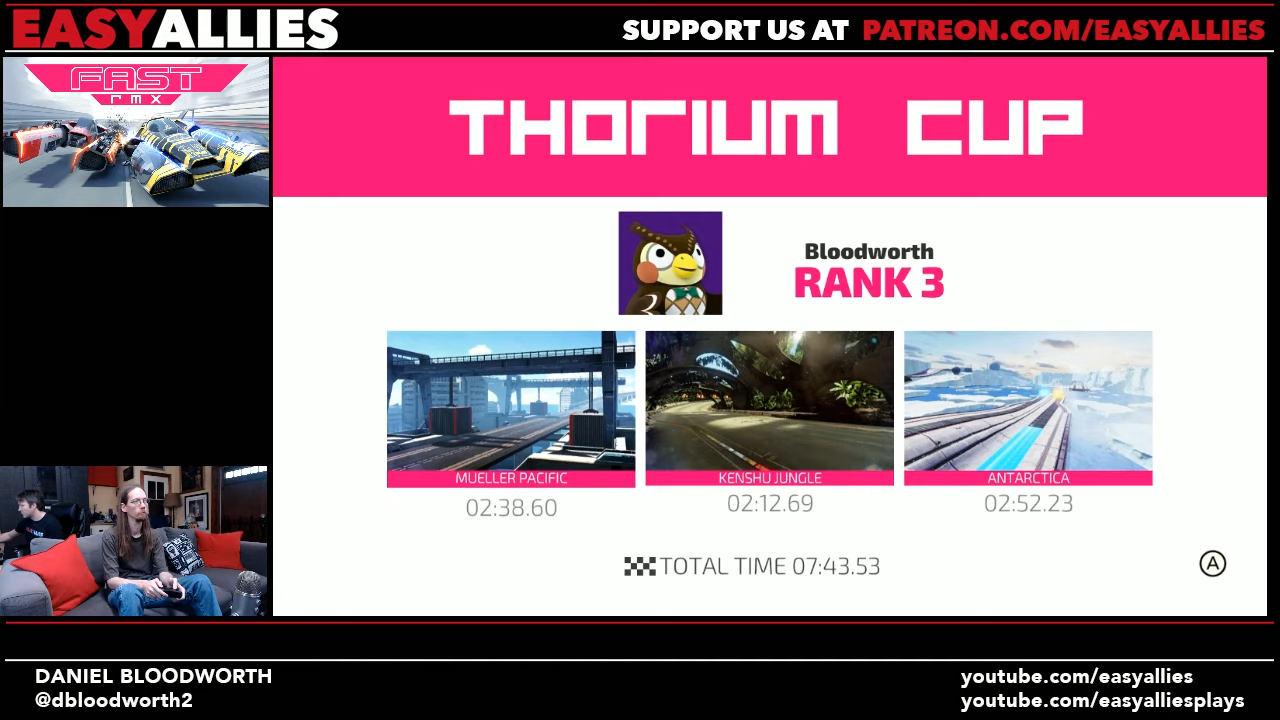 EASYALLIES
SUPPORT US AT PATREON.COM/EASYALLIES
FAST
rmx
THORIUM CUP
Bloodworth
RANK 3
MUELLER PACIFIC
KENSHU JUNGLE
ANTARCTICA
02:38.60
02:12.69
02:52.23
TOTAL TIME 07:43.53
A
DANIEL BLOODWORTH
@dbloodworth2
youtube.com/easyallies
youtube.com/easyalliesplays